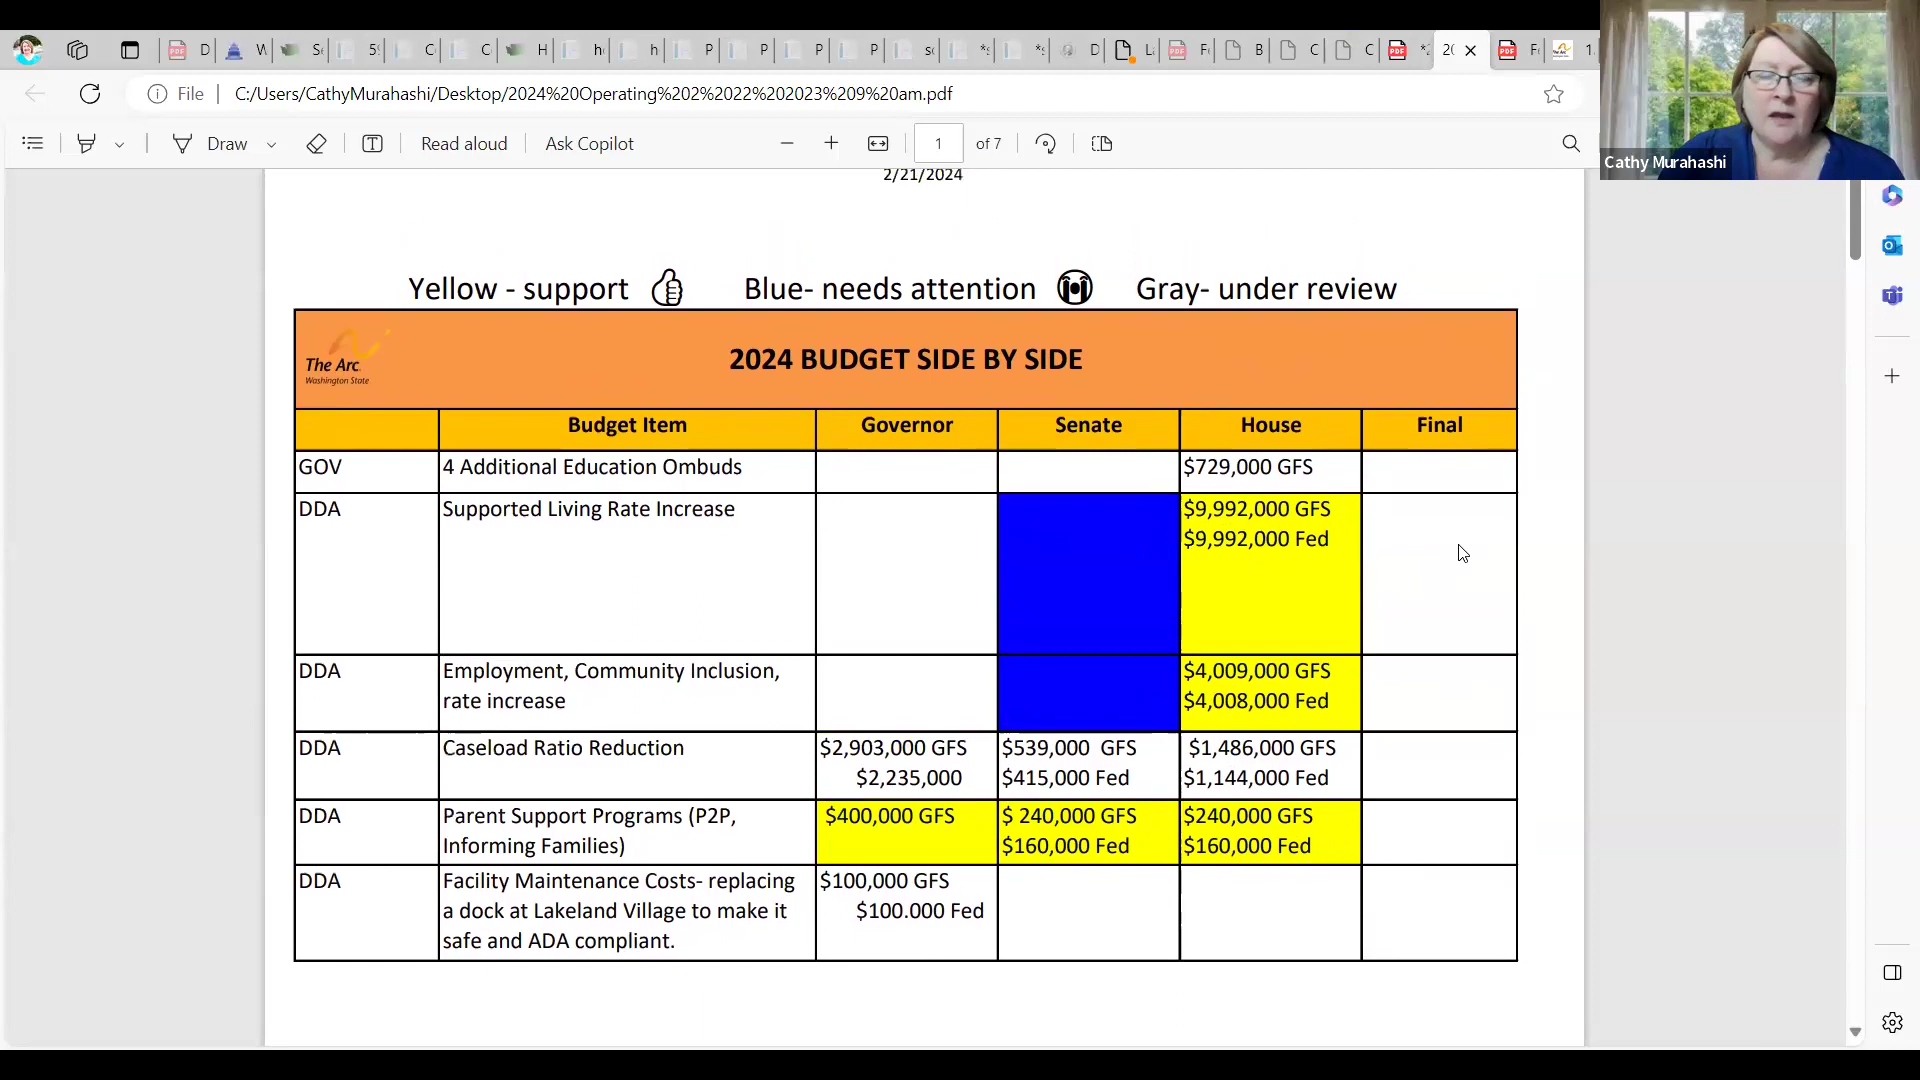 File
C:/Users/CathyMurahashi/Desktop/2024%20Operating%202%2022%202023%209%20am.pdf
Draw
Read aloud
Ask Copilot
1
of 7
Cathy Murahashi
2/21/2024
Yellow - support Blue- needs attention Gray- under review
The Arc
Washington State
2024 BUDGET SIDE BY SIDE
Budget Item Governor Senate House Final
GOV 4 Additional Education Ombuds $729,000 GFS
DDA Supported Living Rate Increase $9,992,000 GFS
$9,992,000 Fed
DDA Employment, Community Inclusion, $4,009,000 GFS
rate increase $4,008,000 Fed
DDA Caseload Ratio Reduction $2,903,000 GFS $539,000 GFS $1,486,000 GFS
$2,235,000 $415,000 Fed $1,144,000 Fed
DDA Parent Support Programs (P2P, $400,000 GFS $ 240,000 GFS $240,000 GFS
Informing Families) $160,000 Fed $160,000 Fed
DDA Facility Maintenance Costs- replacing $100,000 GFS
a dock at Lakeland Village to make it $100.000 Fed
safe and ADA compliant.